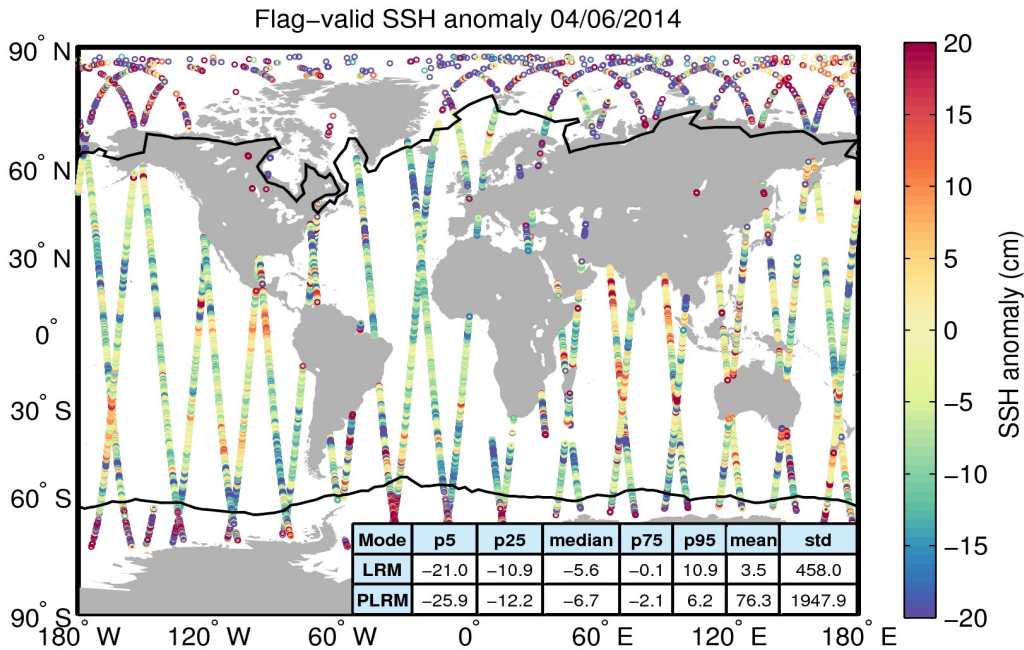 Flag−valid SSH anomaly 04/06/2014
90° N
60° N
30° N
0°
30° S
60° S
90° S
180° W 120° W 60° W 0° 60° E 120° E 180° E
Mode p5 p25 median p75 p95 mean std
LRM −21.0 −10.9 −5.6 −0.1 10.9 3.5 458.0
PLRM −25.9 −12.2 −6.7 −2.1 6.2 76.3 1947.9
20
15
10
5
0
−5
−10
−15
−20
SSH anomaly (cm)